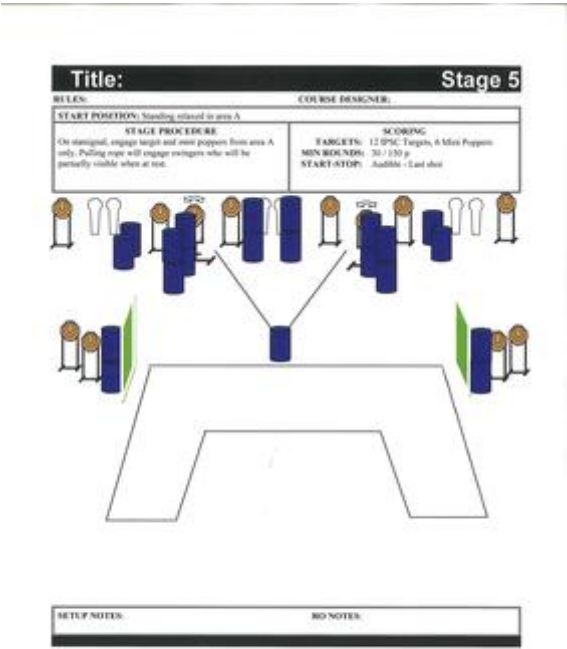 Title: Stage 5
RULES: COURSE DESIGNER:
START POSITION: Standing relaxed in area A
STAGE PROCEDURE
On startsignal, engage target and mini poppers from area A
only. Pulling rope will engage swingers who will be
partially visible when at rest.
SCORING
TARGETS: 12 IPSC Targets, 6 Mini Poppers
MIN ROUNDS: 30 / 150 p
START-STOP: Audible - Last shot
SETUP NOTES: RO NOTES: